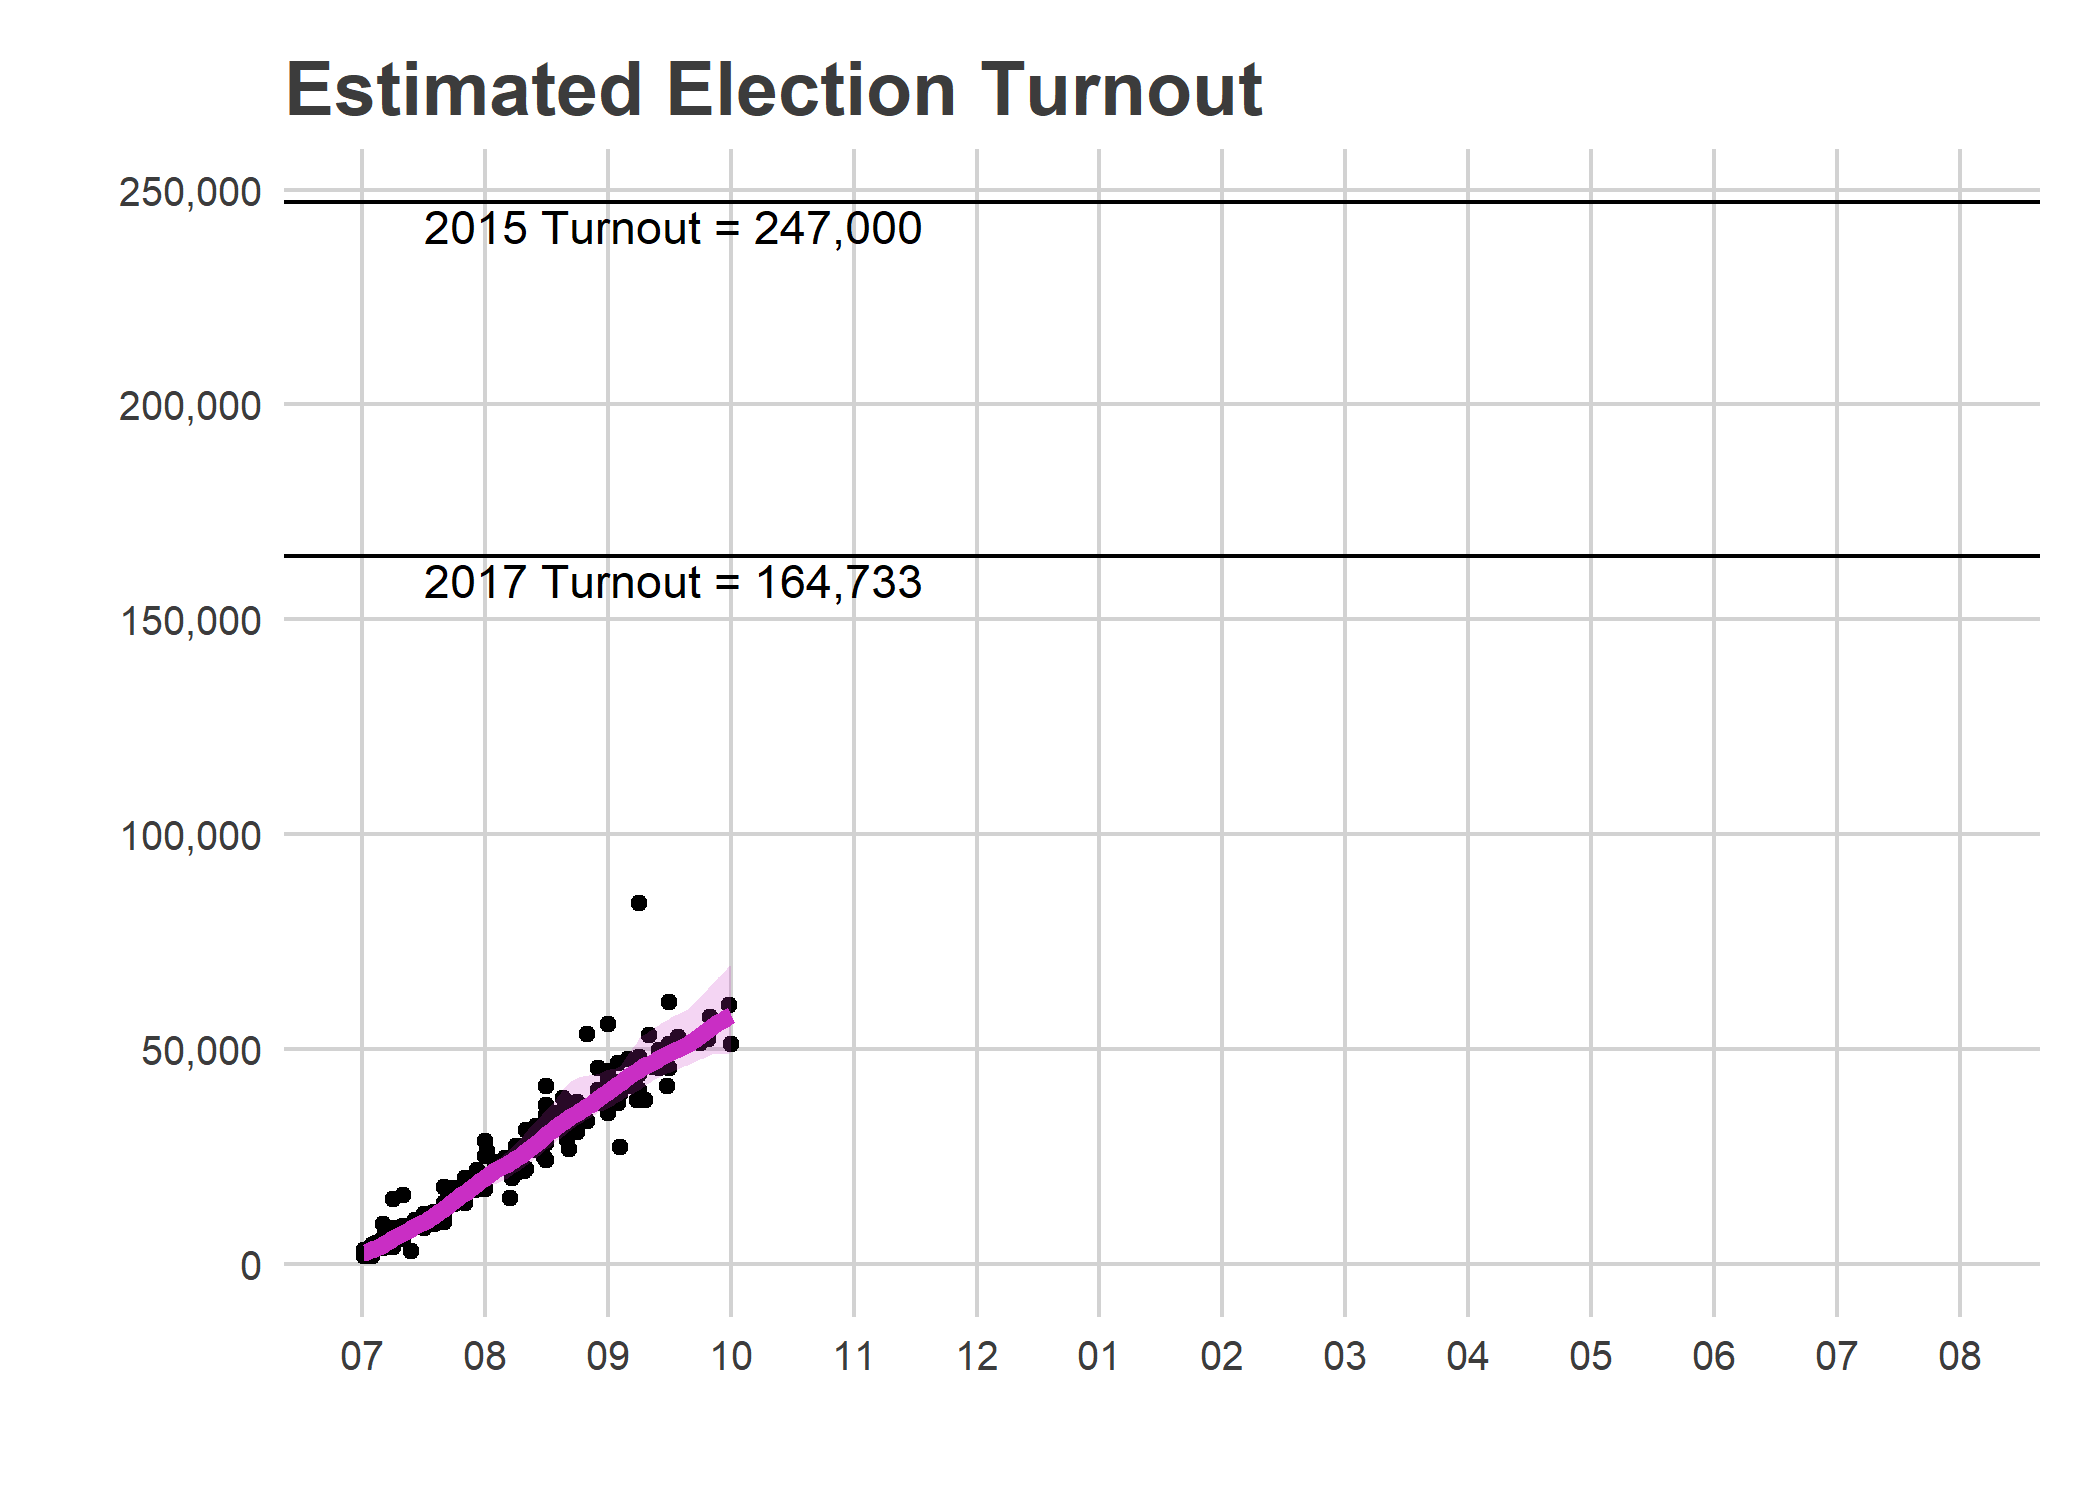 Estimated Election Turnout
250,000
2015 Turnout = 247,000
200,000
2017 Turnout = 164,733
150,000
100,000
50,000
0
07 08 09 10 11 12 01 02 03 04 05 06 07 08